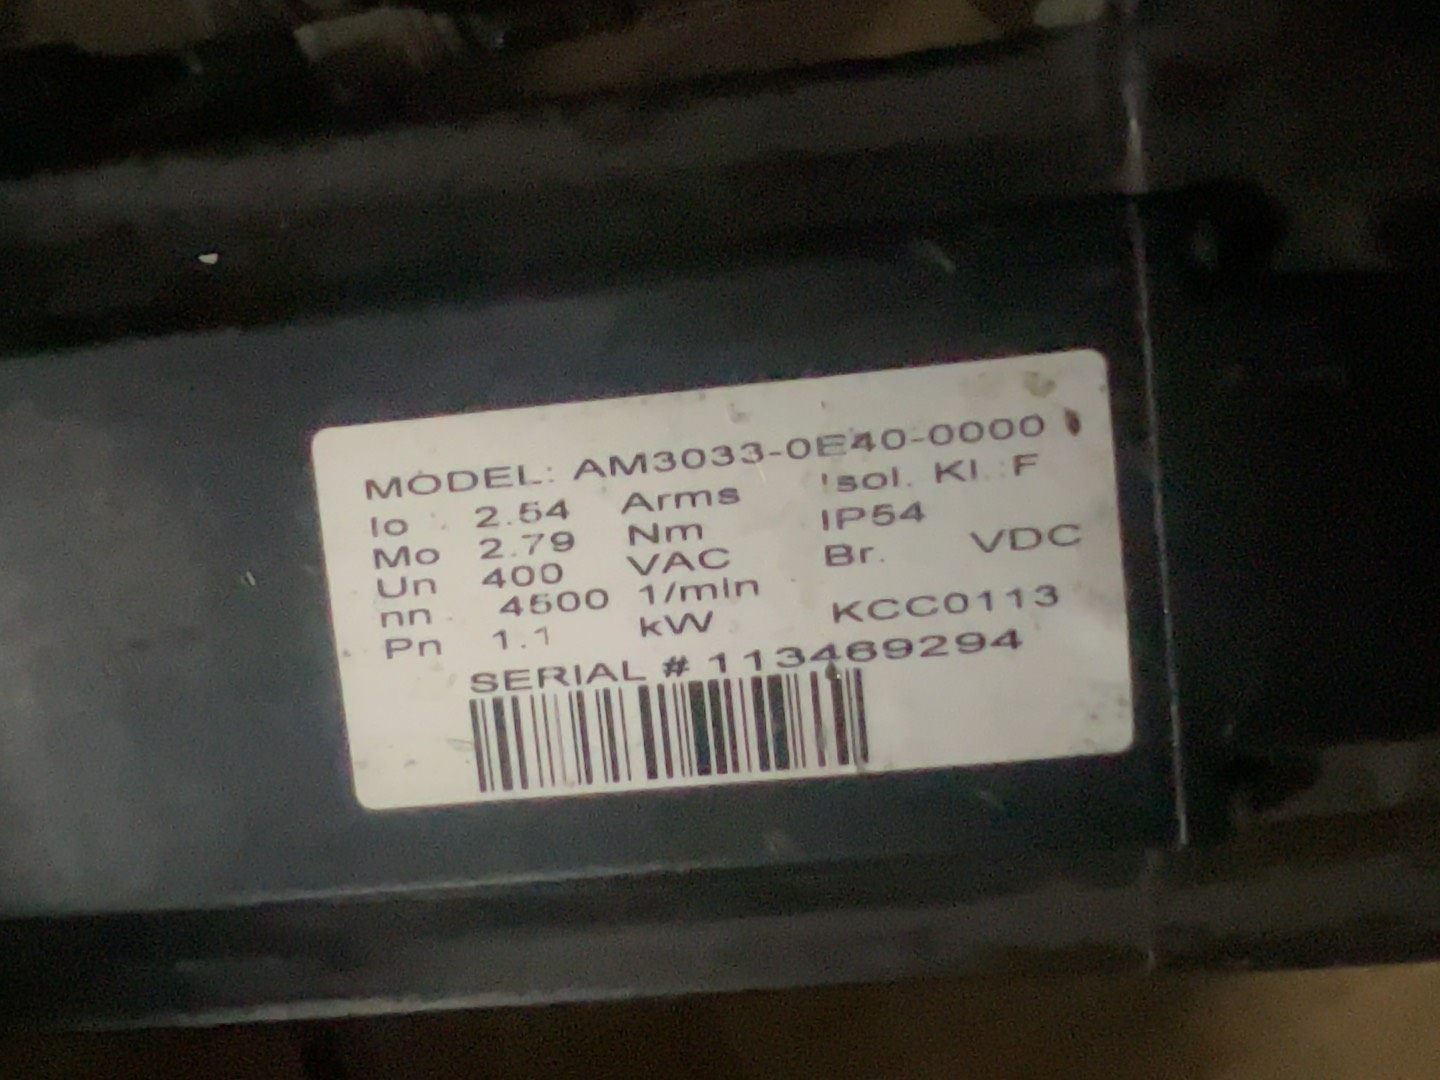 MODEL: AM3033-0E40-0000
Io : 2.54 Arms Isol. Kl.: F
Mo 2.79 Nm IP54
Un 400 VAC Br. VDC
nn 4500 1/min
Pn 1.1 kW KCC0113
SERIAL # 113469294